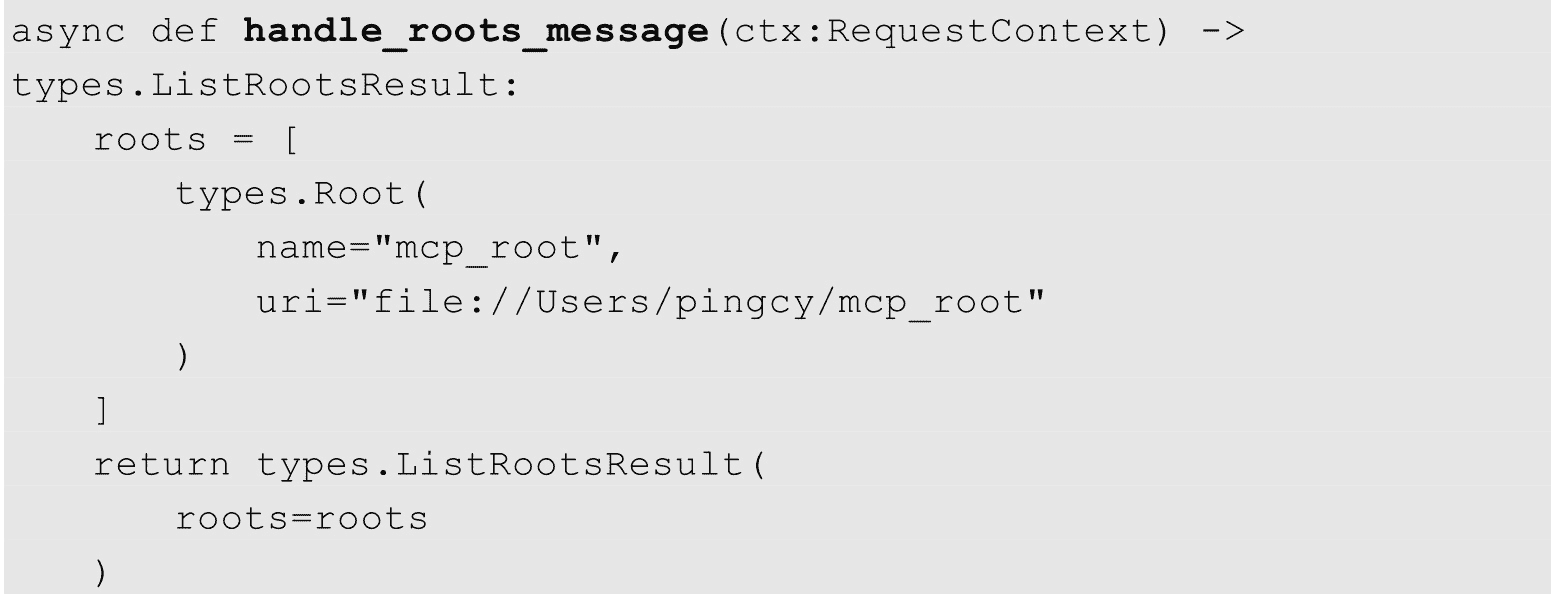 async def handle_roots_message(ctx:RequestContext) ->
types.ListRootsResult:
    roots = [
        types.Root(
            name="mcp_root",
            uri="file://Users/pingcy/mcp_root"
        )
    ]
    return types.ListRootsResult(
        roots=roots
    )